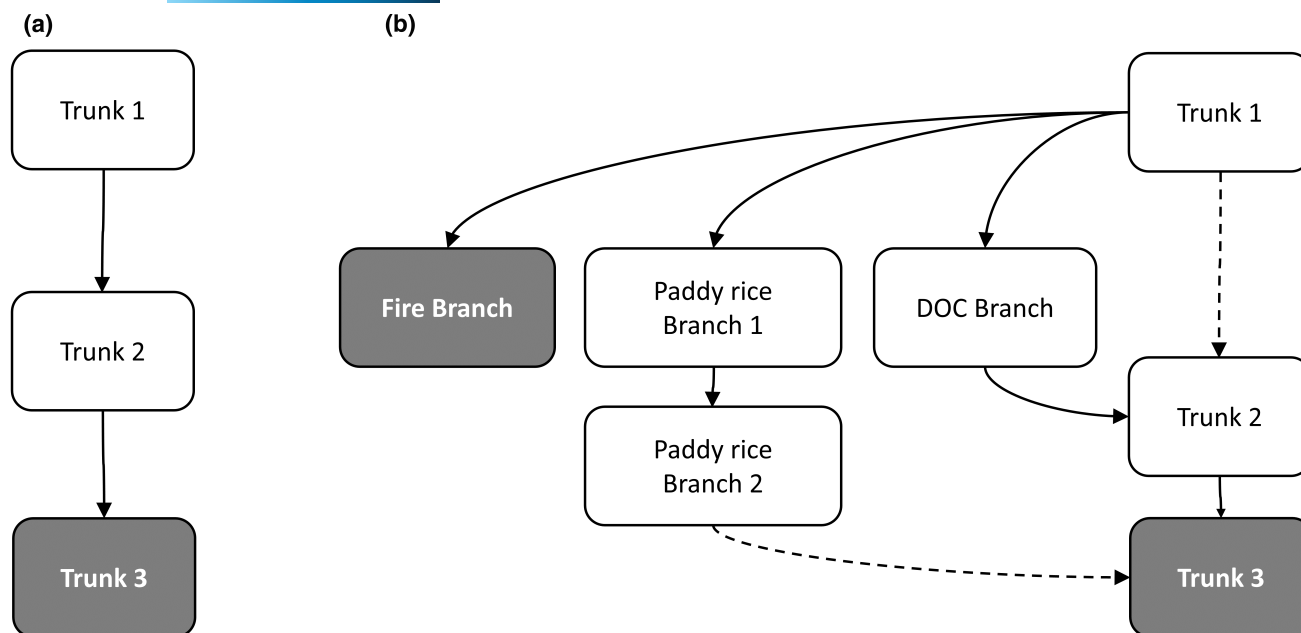 (a)
Trunk 1
Trunk 2
Trunk 3
(b)
Trunk 1
Fire Branch
Paddy rice
Branch 1
DOC Branch
Paddy rice
Branch 2
Trunk 2
Trunk 3